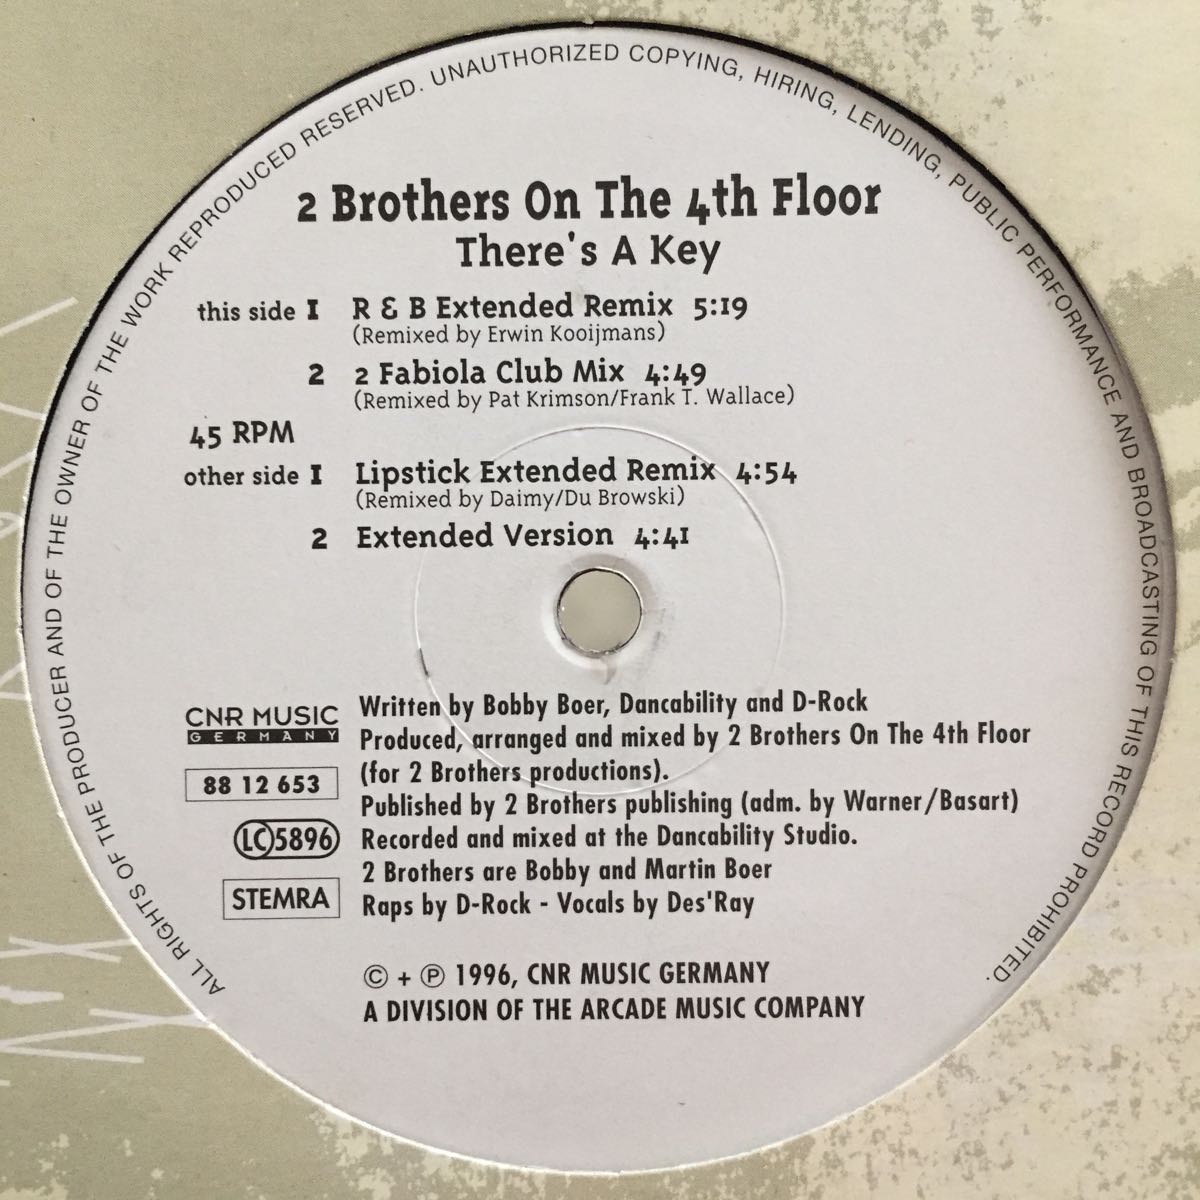 ALL RIGHTS OF THE PRODUCER AND OF THE OWNER OF THE WORK REPRODUCED RESERVED. UNAUTHORIZED COPYING, HIRING, LENDING, PUBLIC PERFORMANCE AND BROADCASTING OF THIS RECORD PROHIBITED.
2 Brothers On The 4th Floor
There's A Key
this side 1 R & B Extended Remix 5:19
(Remixed by Erwin Kooijmans)
2 2 Fabiola Club Mix 4:49
(Remixed by Pat Krimson/Frank T. Wallace)
45 RPM
other side 1 Lipstick Extended Remix 4:54
(Remixed by Daimy/Du Browski)
2 Extended Version 4:41
CNR MUSIC
GERMANY
88 12 653
LC5896
STEMRA
Written by Bobby Boer, Dancability and D-Rock
Produced, arranged and mixed by 2 Brothers On The 4th Floor
(for 2 Brothers productions).
Published by 2 Brothers publishing (adm. by Warner/Basart)
Recorded and mixed at the Dancability Studio.
2 Brothers are Bobby and Martin Boer
Raps by D-Rock - Vocals by Des'Ray
© + ℗ 1996, CNR MUSIC GERMANY
A DIVISION OF THE ARCADE MUSIC COMPANY